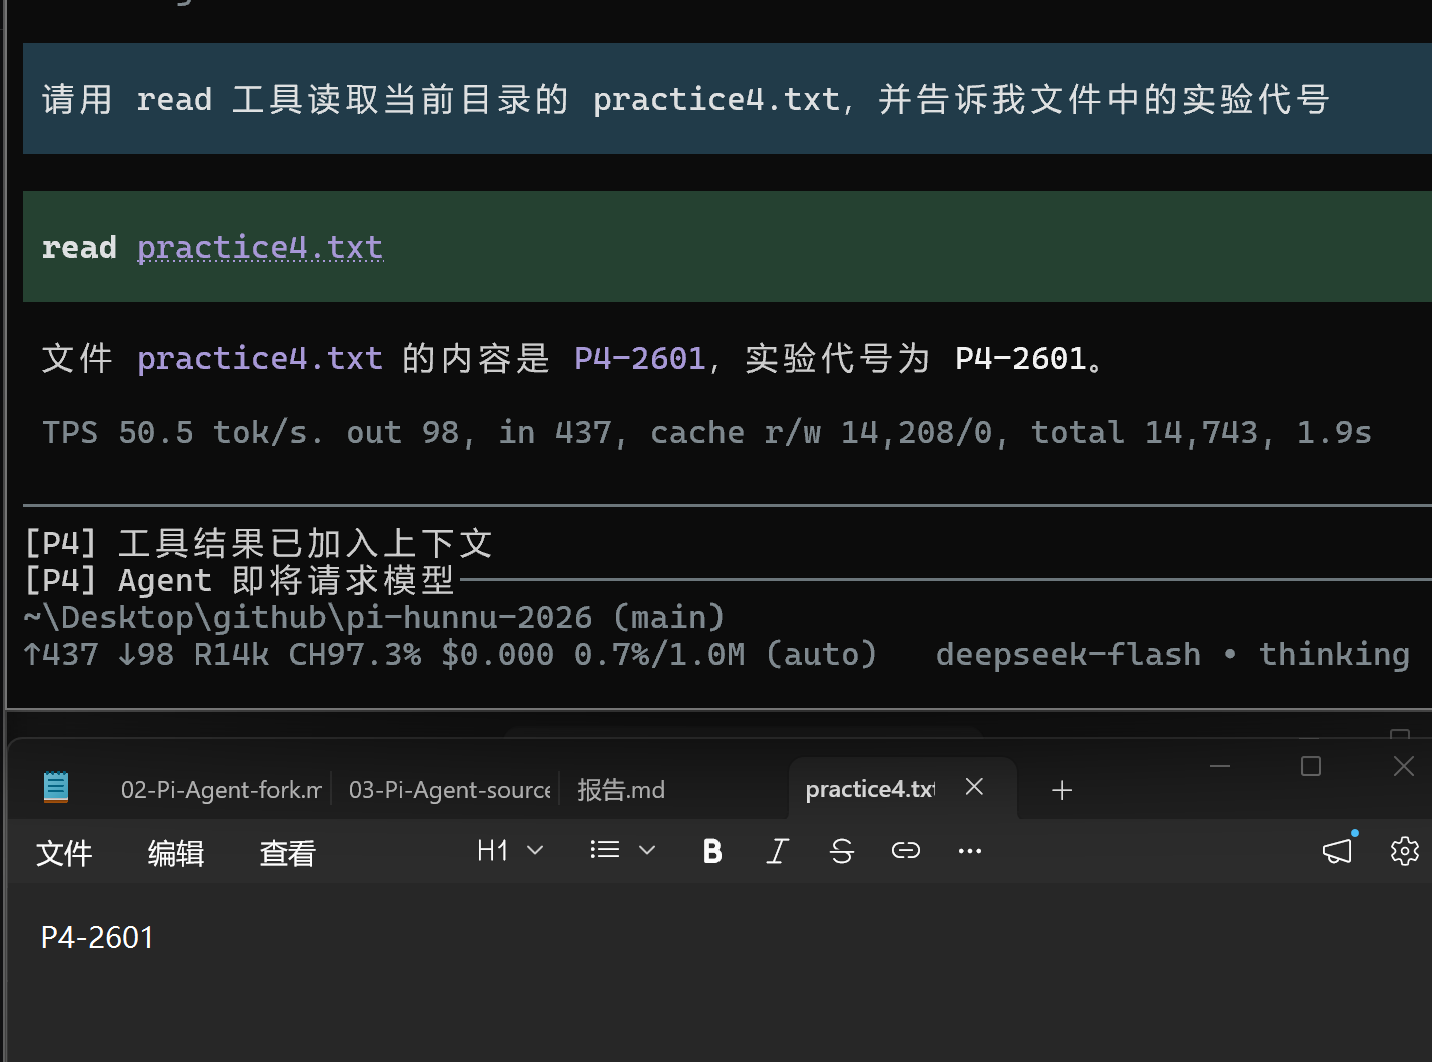 请用 read 工具读取当前目录的 practice4.txt, 并告诉我文件中的实验代号
read practice4.txt
文件 practice4.txt 的内容是 P4-2601, 实验代号为 P4-2601。
TPS 50.5 tok/s. out 98, in 437, cache r/w 14,208/0, total 14,743, 1.9s
[P4] 工具结果已加入上下文
[P4] Agent 即将请求模型
~\Desktop\github\pi-hunnu-2026 (main)
↑437 ↓98 R14k CH97.3% $0.000 0.7%/1.0M (auto) deepseek-flash • thinking
02-Pi-Agent-fork.m 03-Pi-Agent-source 报告.md practice4.txt
文件 编辑 查看 H1 B I S
P4-2601